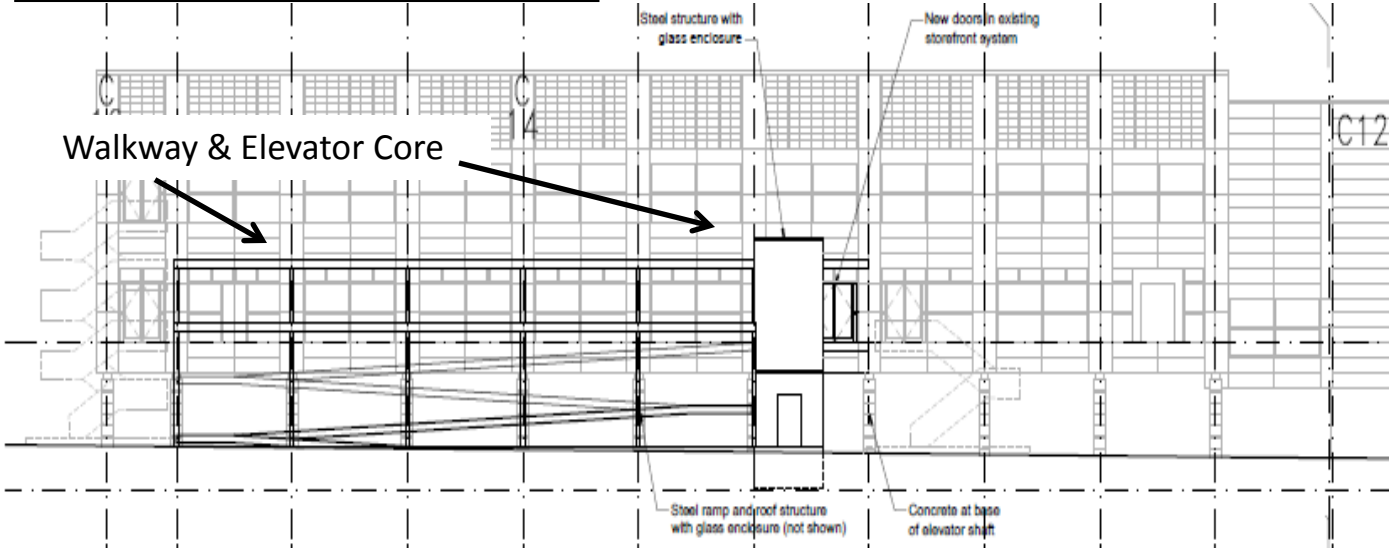 Steel structure with
glass enclosure
New doors in existing
storefront system
C
C
14
C12
Walkway & Elevator Core
Steel ramp and roof structure
with glass enclosure (not shown)
Concrete at base
of elevator shaft